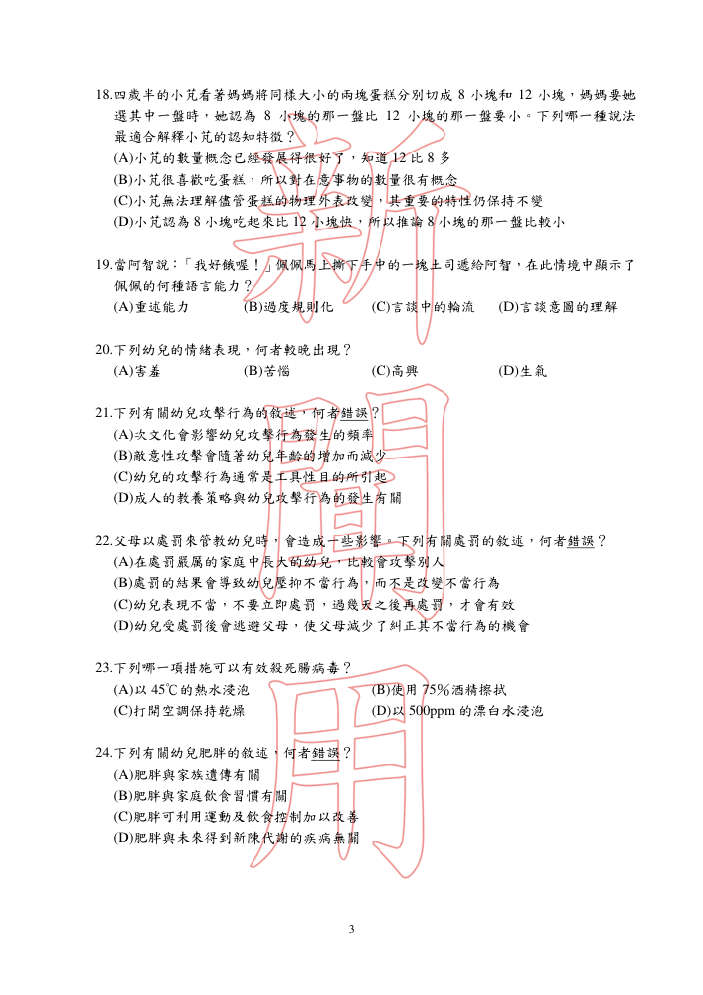 18.四歲半的小芃看著媽媽將同樣大小的兩塊蛋糕分別切成 8 小塊和 12 小塊，媽媽要她
選其中一盤時，她認為 8 小塊的那一盤比 12 小塊的那一盤要小。下列哪一種說法
最適合解釋小芃的認知特徵？
(A)小芃的數量概念已經發展得很好了，知道 12 比 8 多
(B)小芃很喜歡吃蛋糕，所以對在意事物的數量很有概念
(C)小芃無法理解儘管蛋糕的物理外表改變，其重要的特性仍保持不變
(D)小芃認為 8 小塊吃起來比 12 小塊快，所以推論 8 小塊的那一盤比較小
19.當阿智說：「我好餓喔！」佩佩馬上撕下手中的一塊土司遞給阿智，在此情境中顯示了
佩佩的何種語言能力？
(A)重述能力 (B)過度規則化 (C)言談中的輪流 (D)言談意圖的理解
20.下列幼兒的情緒表現，何者較晚出現？
(A)害羞 (B)苦惱 (C)高興 (D)生氣
21.下列有關幼兒攻擊行為的敘述，何者錯誤？
(A)次文化會影響幼兒攻擊行為發生的頻率
(B)敵意性攻擊會隨著幼兒年齡的增加而減少
(C)幼兒的攻擊行為通常是工具性目的所引起
(D)成人的教養策略與幼兒攻擊行為的發生有關
22.父母以處罰來管教幼兒時，會造成一些影響。下列有關處罰的敘述，何者錯誤？
(A)在處罰嚴厲的家庭中長大的幼兒，比較會攻擊別人
(B)處罰的結果會導致幼兒壓抑不當行為，而不是改變不當行為
(C)幼兒表現不當，不要立即處罰，過幾天之後再處罰，才會有效
(D)幼兒受處罰後會逃避父母，使父母減少了糾正其不當行為的機會
23.下列哪一項措施可以有效殺死腸病毒？
(A)以 45℃的熱水浸泡 (B)使用 75%酒精擦拭
(C)打開空調保持乾燥 (D)以 500ppm 的漂白水浸泡
24.下列有關幼兒肥胖的敘述，何者錯誤？
(A)肥胖與家族遺傳有關
(B)肥胖與家庭飲食習慣有關
(C)肥胖可利用運動及飲食控制加以改善
(D)肥胖與未來得到新陳代謝的疾病無關
新聞用
3